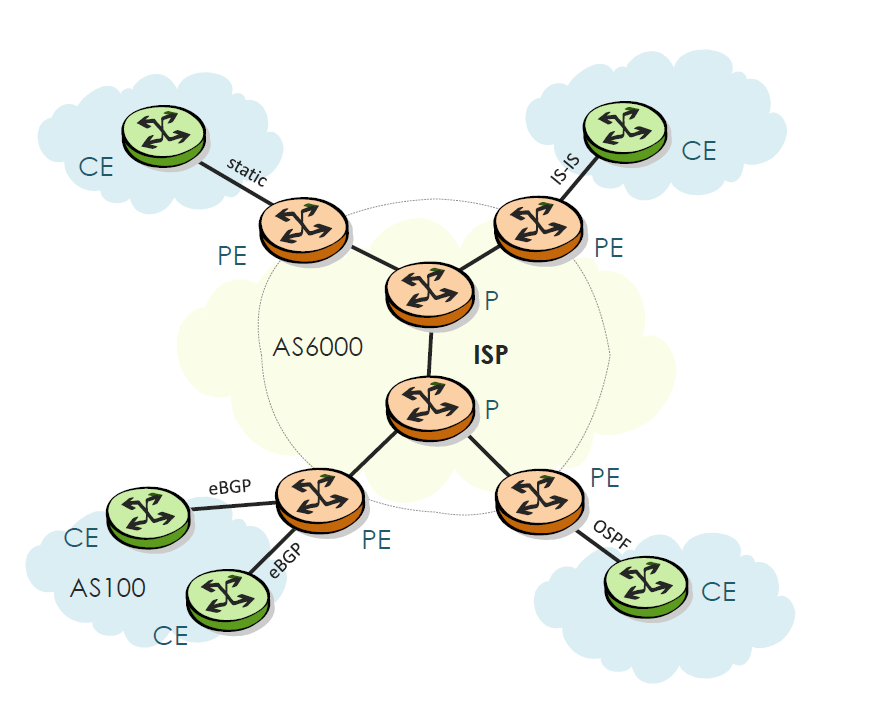 CE
static
PE
IS-IS
CE
PE
P
AS6000
ISP
P
eBGP
CE
PE
eBGP
AS100
CE
PE
OSPF
CE